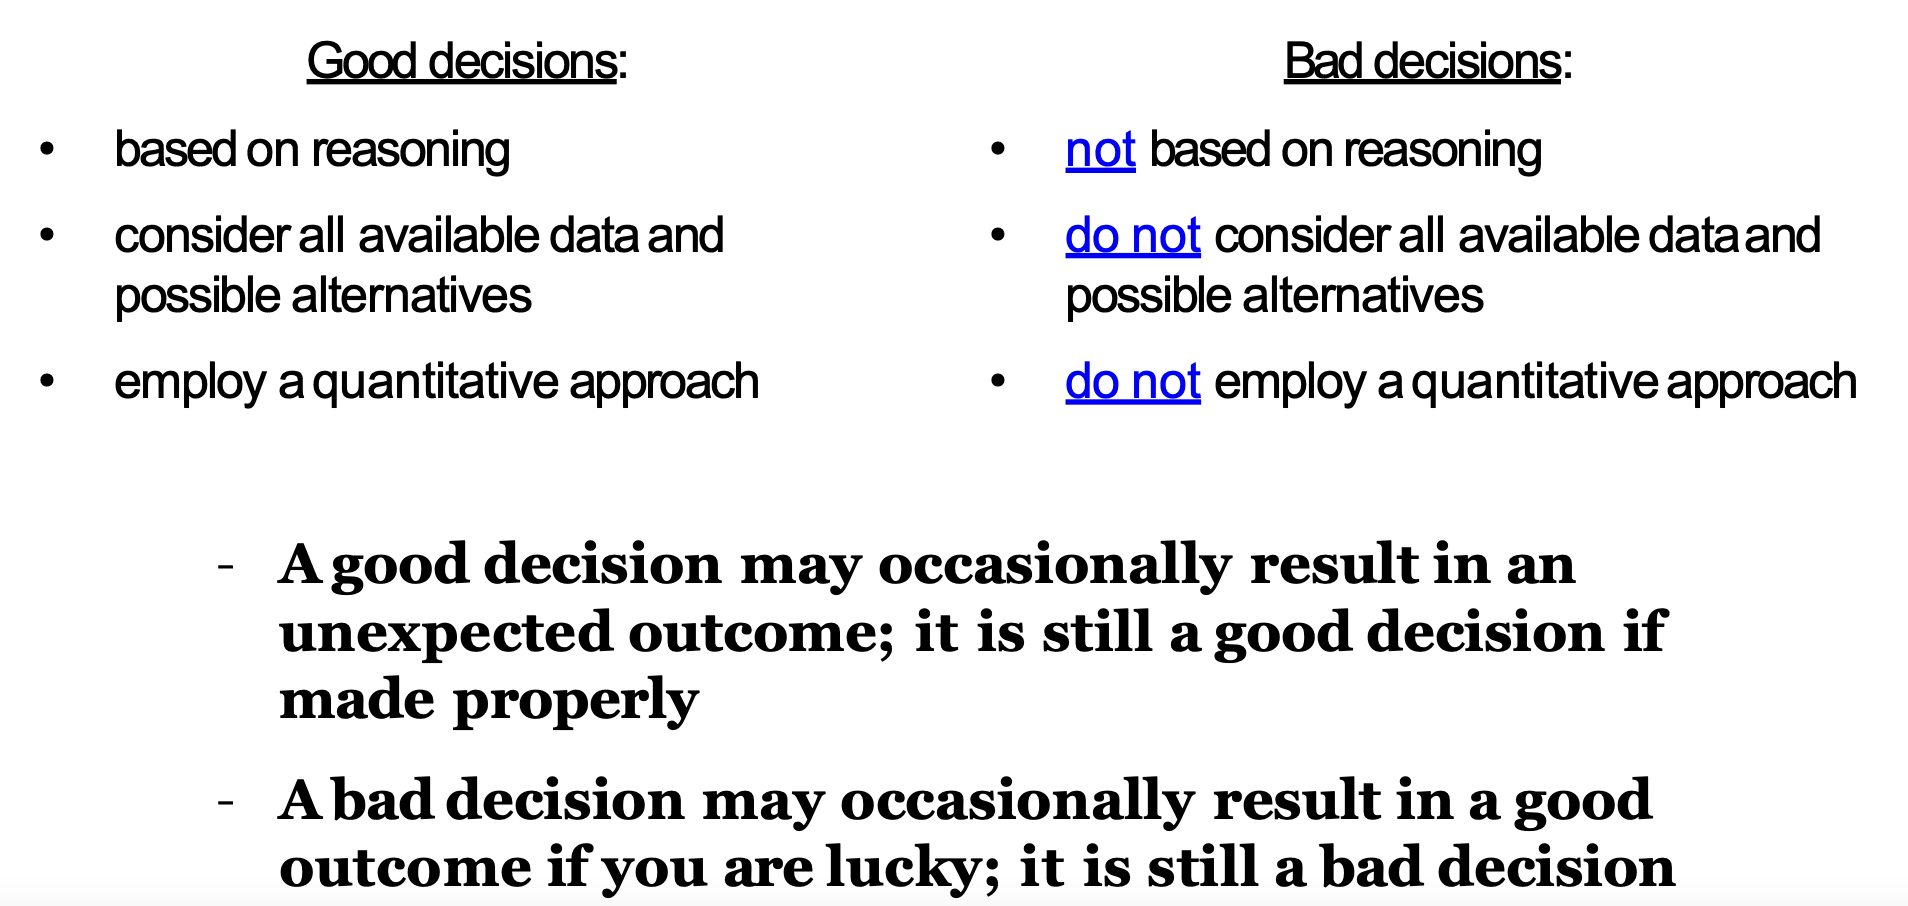 Good decisions:
• based on reasoning
• consider all available data and
possible alternatives
• employ a quantitative approach
Bad decisions:
• not based on reasoning
• do not consider all available data and
possible alternatives
• do not employ a quantitative approach
- A good decision may occasionally result in an
unexpected outcome; it is still a good decision if
made properly
- A bad decision may occasionally result in a good
outcome if you are lucky; it is still a bad decision